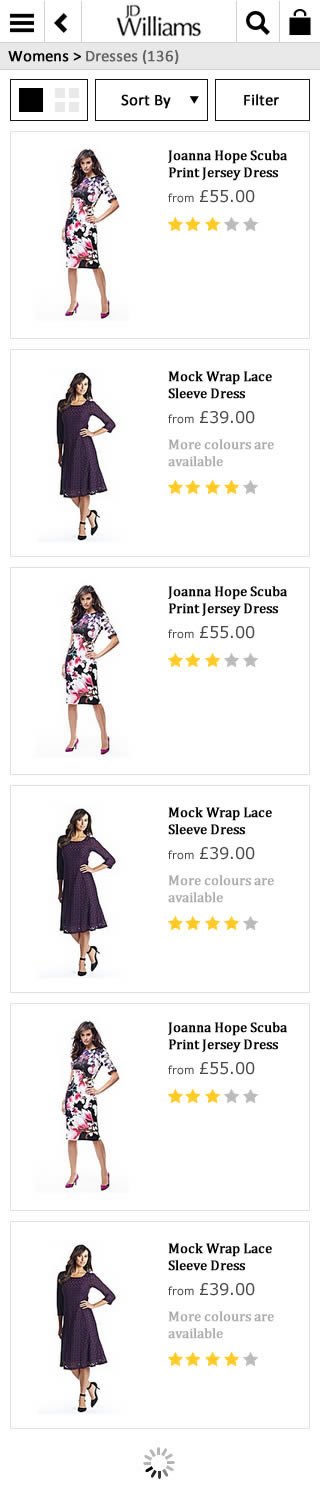 JD
Williams
Womens > Dresses (136)
Sort By ▼ Filter
Joanna Hope Scuba
Print Jersey Dress
from £55.00
Mock Wrap Lace
Sleeve Dress
from £39.00
More colours are
available
Joanna Hope Scuba
Print Jersey Dress
from £55.00
Mock Wrap Lace
Sleeve Dress
from £39.00
More colours are
available
Joanna Hope Scuba
Print Jersey Dress
from £55.00
Mock Wrap Lace
Sleeve Dress
from £39.00
More colours are
available